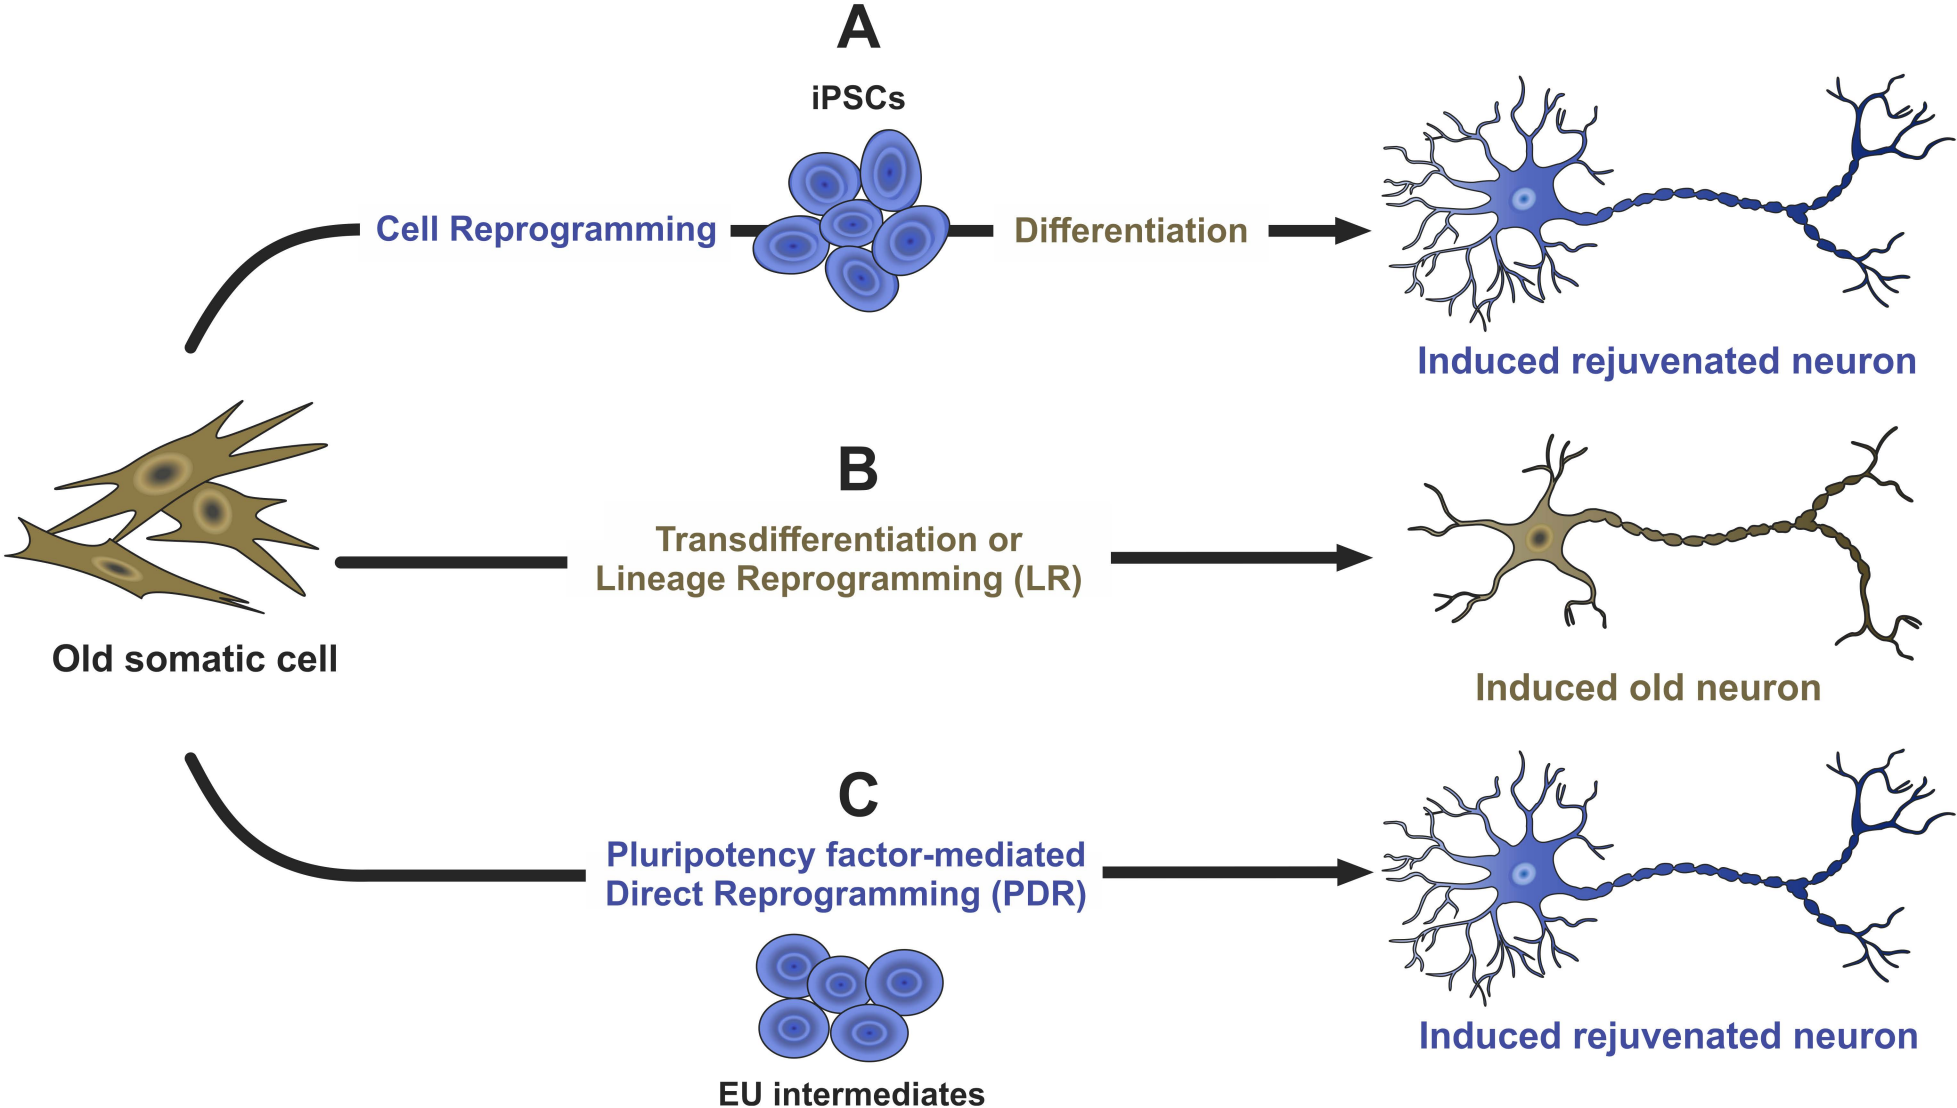 A
iPSCs
Cell Reprogramming
Differentiation
Induced rejuvenated neuron
B
Transdifferentiation or
Lineage Reprogramming (LR)
Old somatic cell
Induced old neuron
C
Pluripotency factor-mediated
Direct Reprogramming (PDR)
EU intermediates
Induced rejuvenated neuron